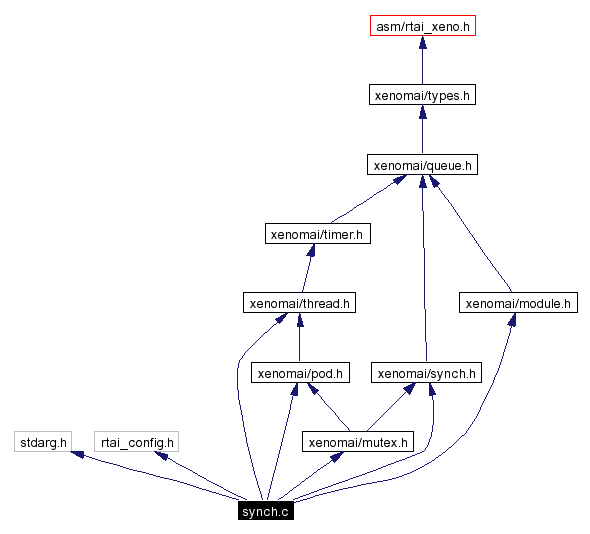 asm/rtai_xeno.h
xenomai/types.h
xenomai/queue.h
xenomai/timer.h
xenomai/thread.h
xenomai/module.h
xenomai/pod.h
xenomai/synch.h
stdarg.h
rtai_config.h
xenomai/mutex.h
synch.c